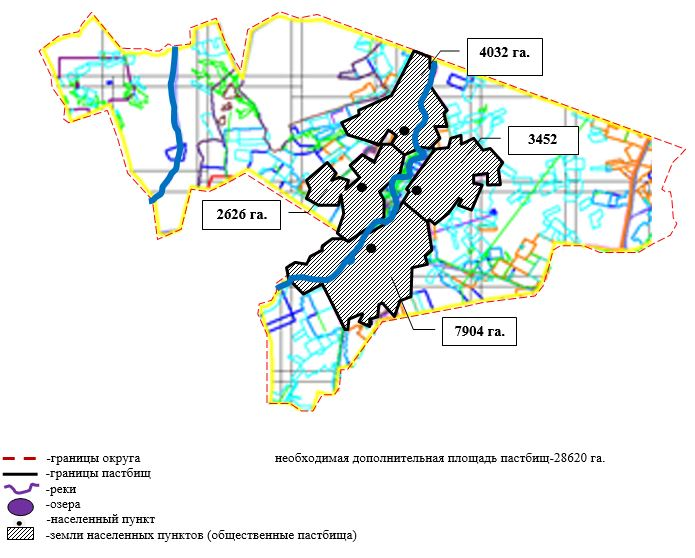 4032 га.
3452
2626 га.
7904 га.
-границы округа
необходимая дополнительная площадь пастбищ-28620 га.
-границы пастбищ
-реки
-озера
-населенный пункт
-земли населенных пунктов (общественные пастбища)